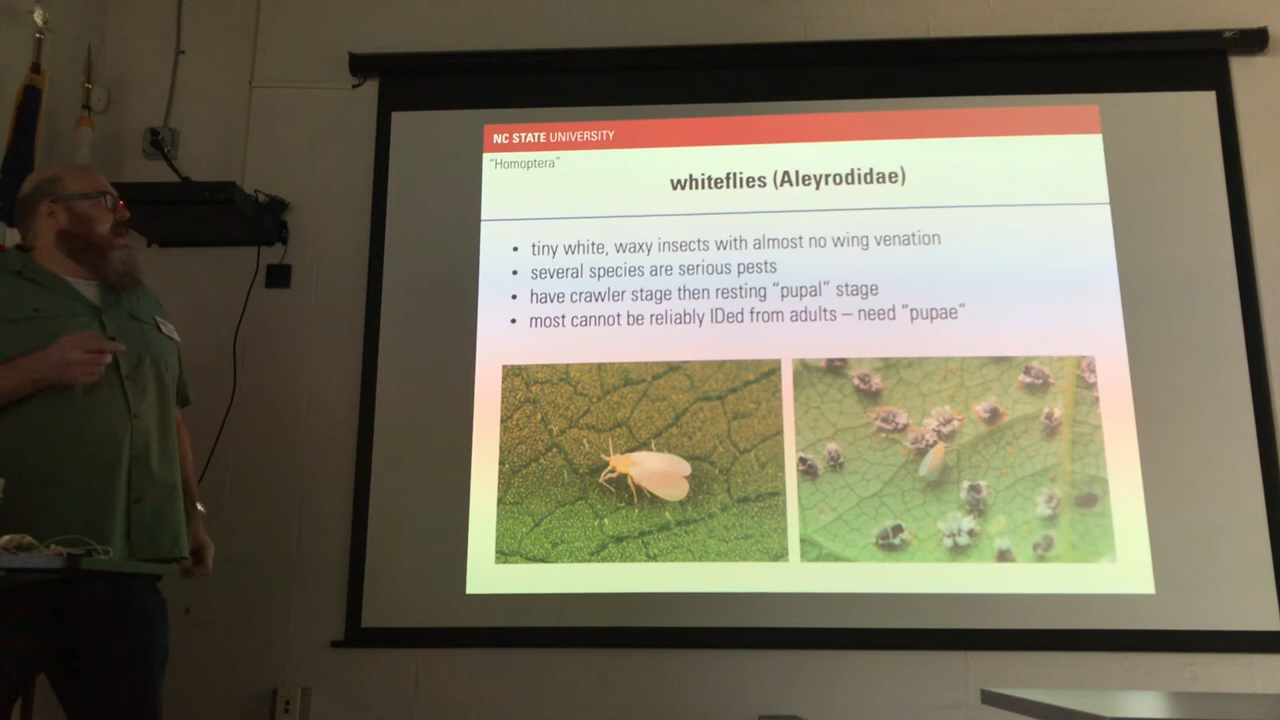 NC STATE UNIVERSITY
"Homoptera"
whiteflies (Aleyrodidae)
• tiny white, waxy insects with almost no wing venation
• several species are serious pests
• have crawler stage then resting "pupal" stage
• most cannot be reliably IDed from adults – need "pupae"